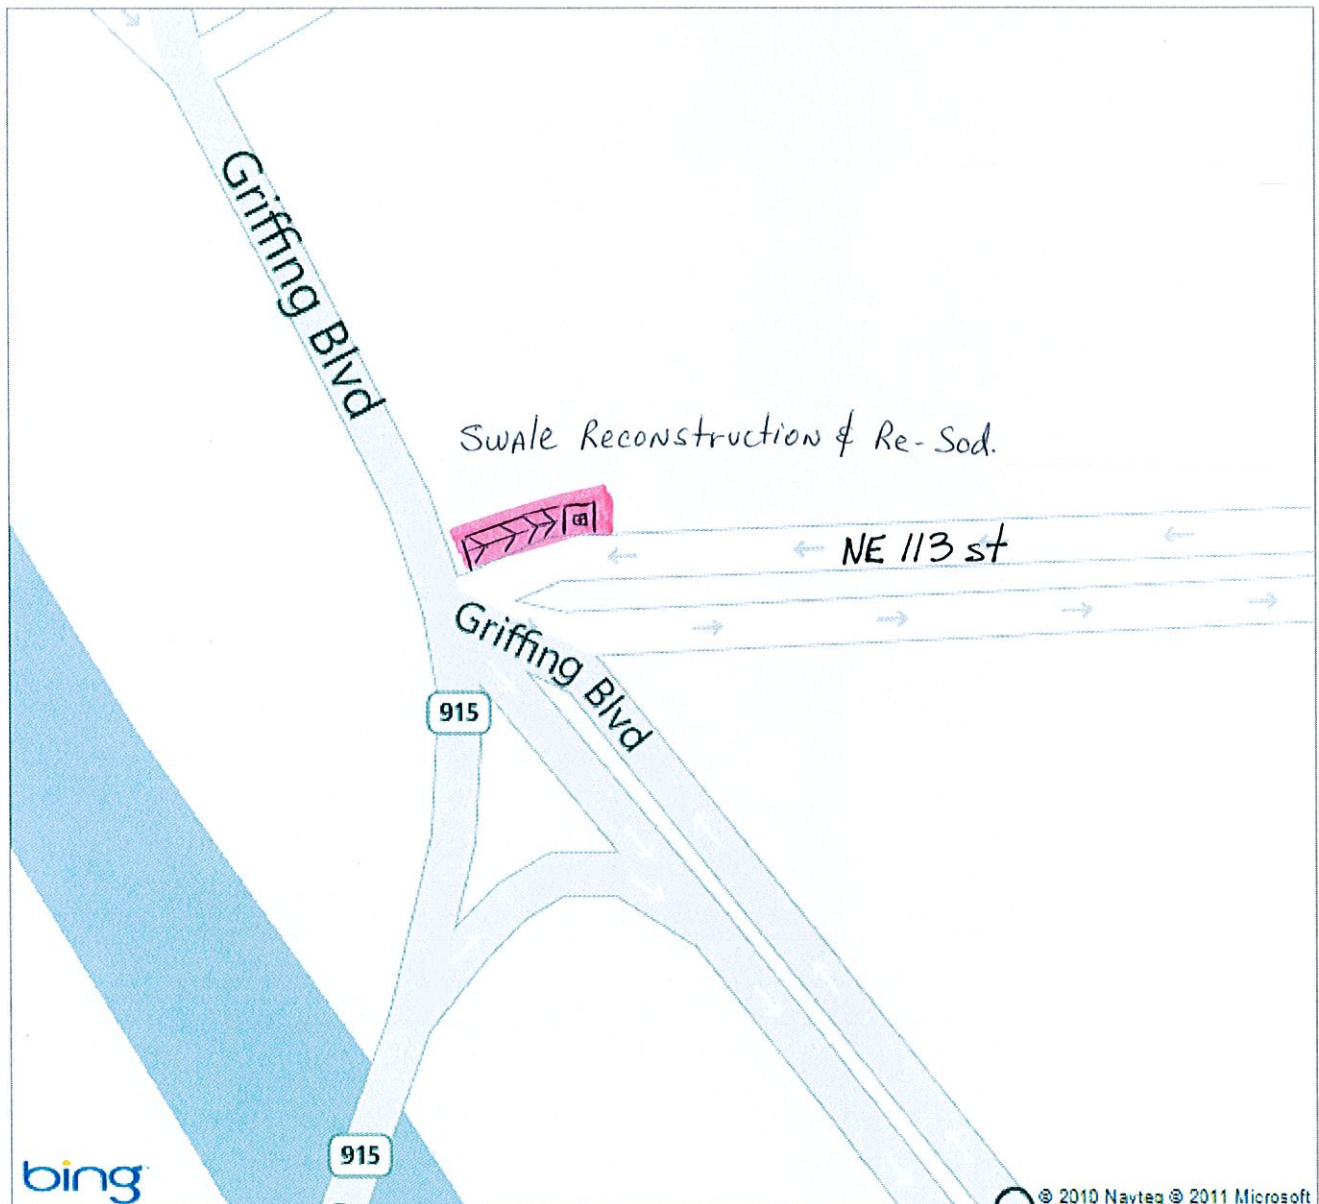 Griffing Blvd
Swale Reconstruction & Re-Sod.
NE 113 st
Griffing Blvd
915
915
bing
© 2010 Navteq © 2011 Microsoft